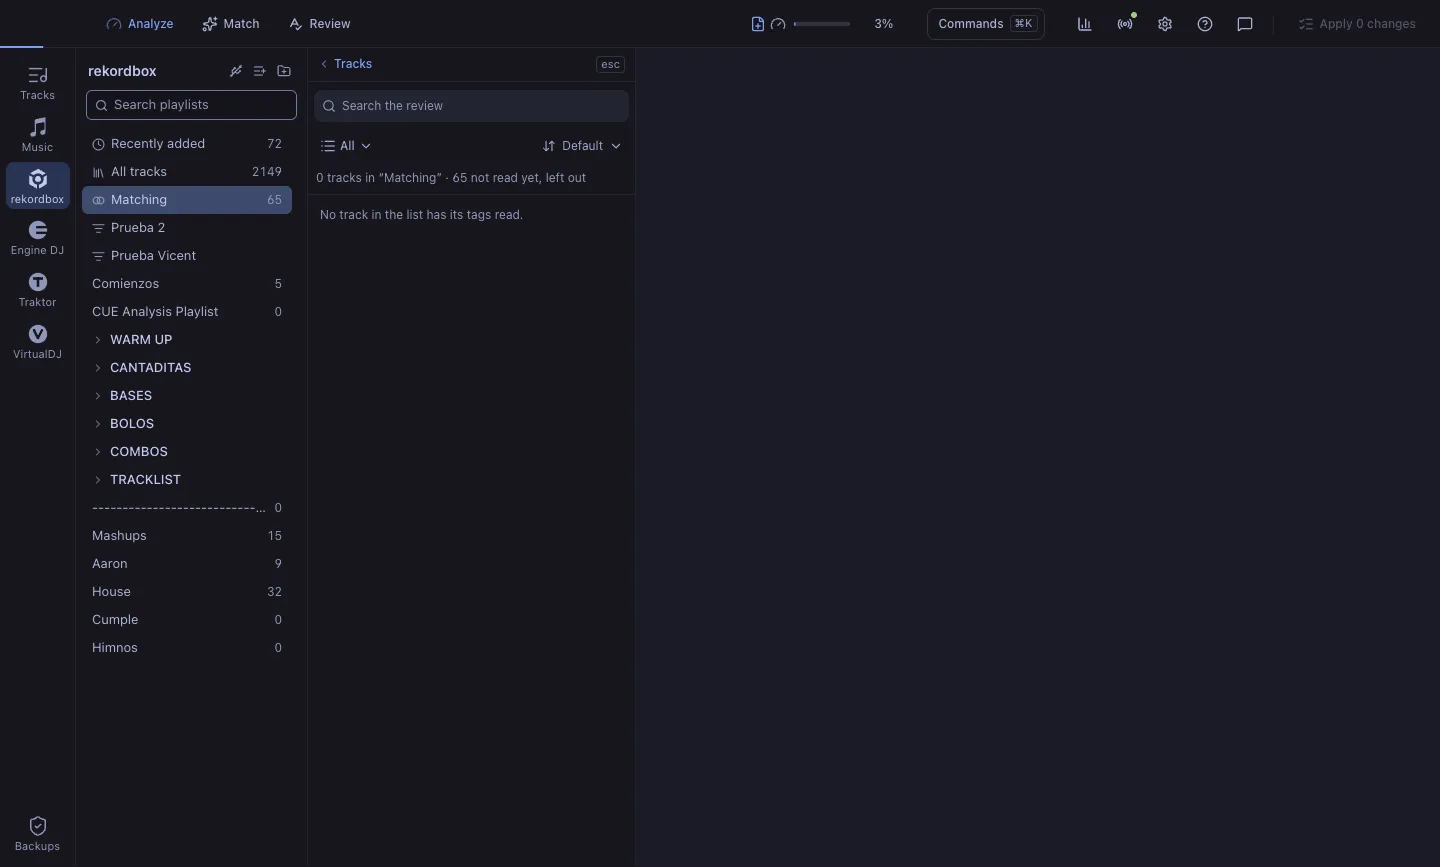 Analyze
Match
Review
3%
Commands ⌘K
Apply 0 changes
Tracks
Music
rekordbox
Engine DJ
Traktor
VirtualDJ
Backups
rekordbox
Search playlists
Recently added 72
All tracks 2149
Matching 65
Prueba 2
Prueba Vicent
Comienzos 5
CUE Analysis Playlist 0
WARM UP
CANTADITAS
BASES
BOLOS
COMBOS
TRACKLIST
---------------------------... 0
Mashups 15
Aaron 9
House 32
Cumple 0
Himnos 0
Tracks esc
Search the review
All Default
0 tracks in “Matching” · 65 not read yet, left out
No track in the list has its tags read.